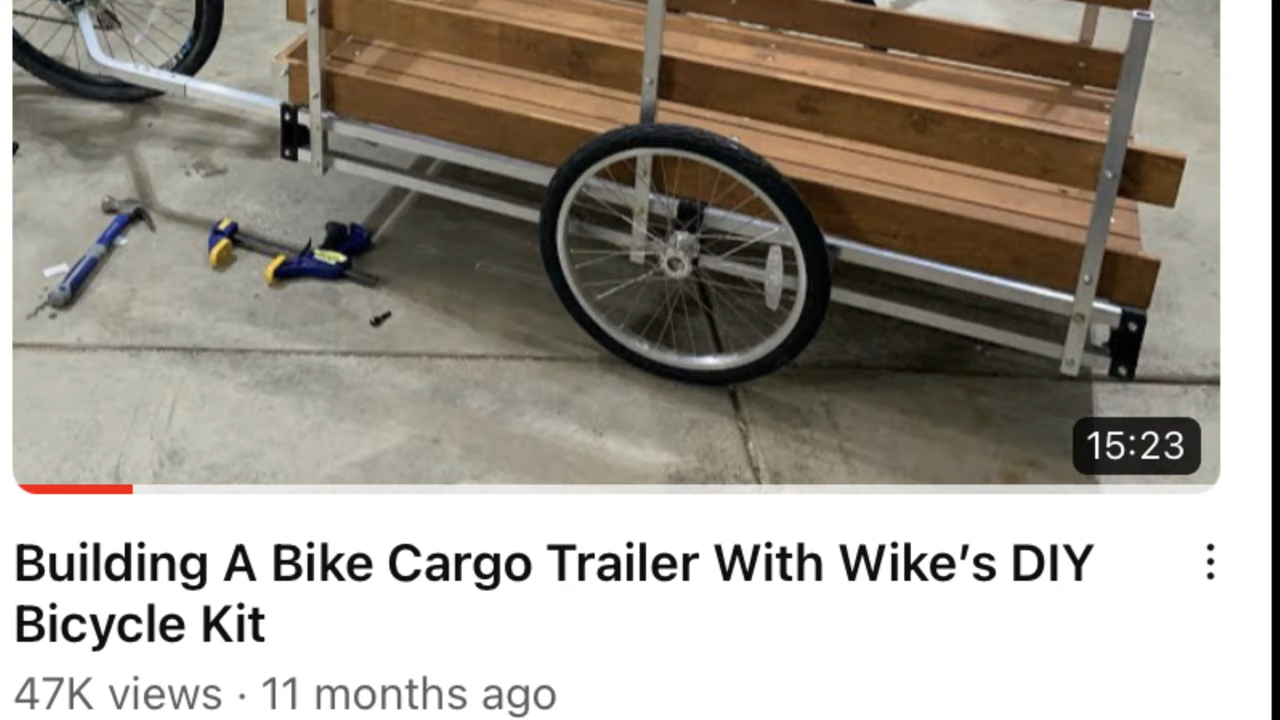 15:23
Building A Bike Cargo Trailer With Wike’s DIY
Bicycle Kit
47K views · 11 months ago